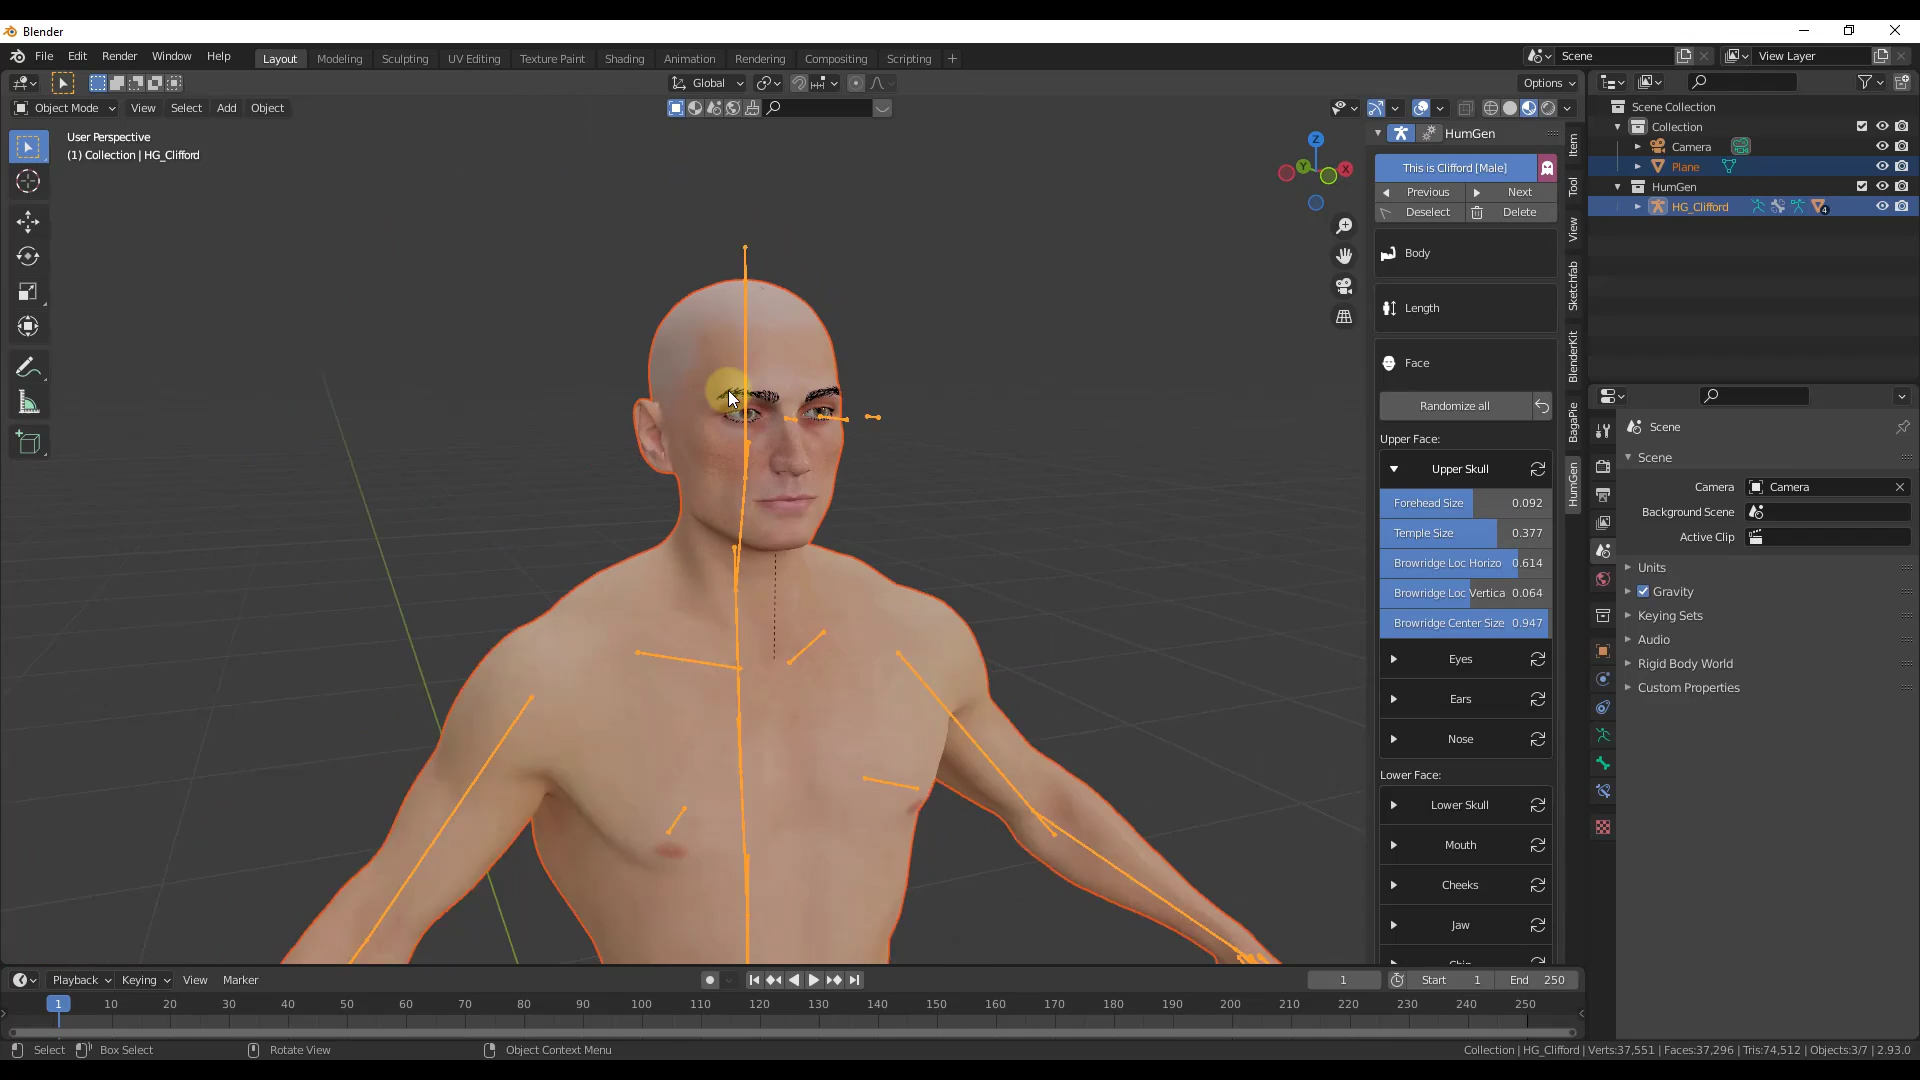 Blender
File Edit Render Window Help Layout Modeling Sculpting UV Editing Texture Paint Shading Animation Rendering Compositing Scripting + Scene View Layer
Global Options
Object Mode View Select Add Object
User Perspective
(1) Collection | HG_Clifford
HumGen
This is Clifford [Male]
Previous Next
Deselect Delete
Body
Length
Face
Randomize all
Upper Face:
Upper Skull
Forehead Size 0.092
Temple Size 0.377
Browridge Loc Horizo 0.614
Browridge Loc Vertica 0.064
Browridge Center Size 0.947
Eyes
Ears
Nose
Lower Face:
Lower Skull
Mouth
Cheeks
Jaw
Item
Tool
View
Sketchfab
BlenderKit
BagaPie
HumGen
X
Y
Z
Scene Collection
Collection
Camera
Plane
HumGen
HG_Clifford 4
Scene
Scene
Camera Camera
Background Scene
Active Clip
Units
Gravity
Keying Sets
Audio
Rigid Body World
Custom Properties
Playback Keying View Marker 1 Start 1 End 250
1 10 20 30 40 50 60 70 80 90 100 110 120 130 140 150 160 170 180 190 200 210 220 230 240 250
Select Box Select Rotate View Object Context Menu Collection | HG_Clifford | Verts:37,551 | Faces:37,296 | Tris:74,512 | Objects:3/7 | 2.93.0